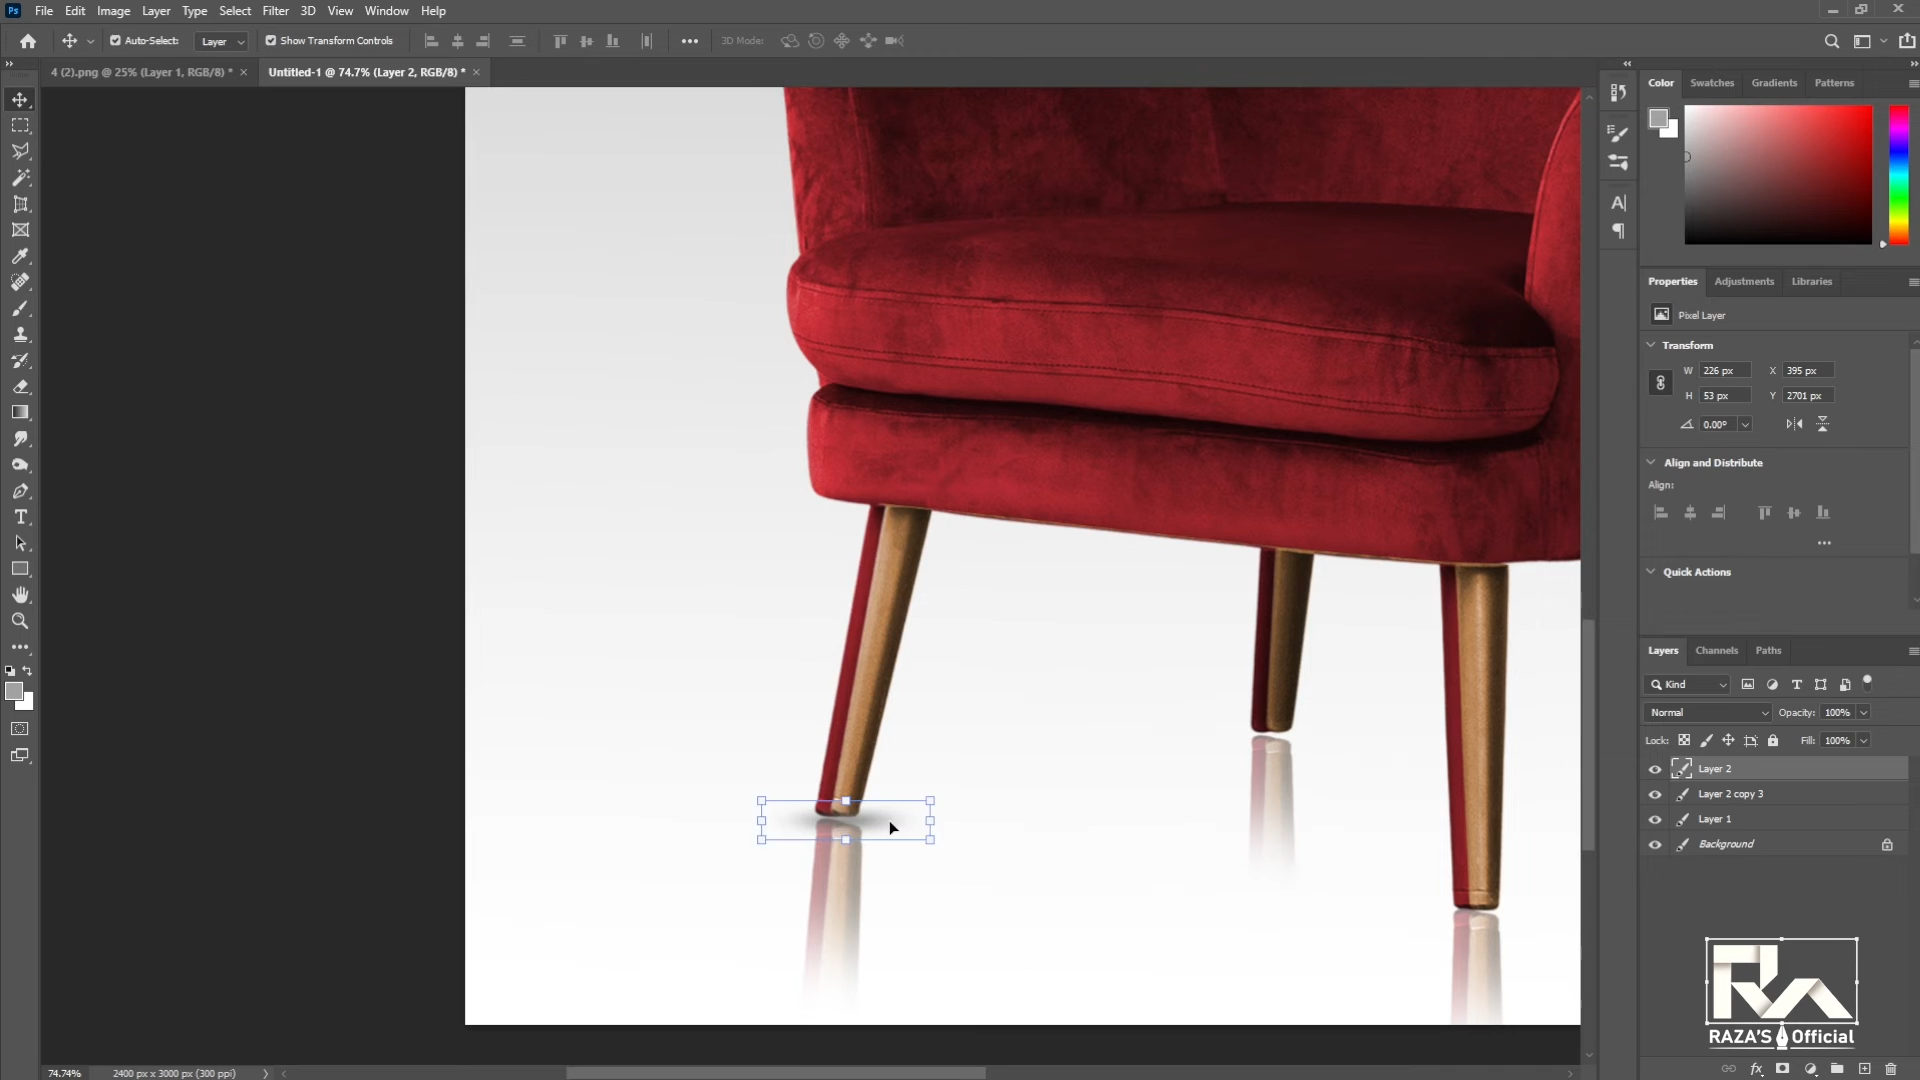 Ps File Edit Image Layer Type Select Filter 3D View Window Help
Auto-Select: Layer Show Transform Controls 3D Mode:
4 (2).png @ 25% (Layer 1, RGB/8) * Untitled-1 @ 74.7% (Layer 2, RGB/8) *
Color Swatches Gradients Patterns
Properties Adjustments Libraries
Pixel Layer
Transform
W 226 px X 395 px
H 53 px Y 2701 px
0.00°
Align and Distribute
Align:
Quick Actions
Layers Channels Paths
Kind
Normal Opacity: 100%
Lock: Fill: 100%
Layer 2
Layer 2 copy 3
Layer 1
Background
RA
RAZA'S Official
74.74% 2400 px x 3000 px (300 ppi)